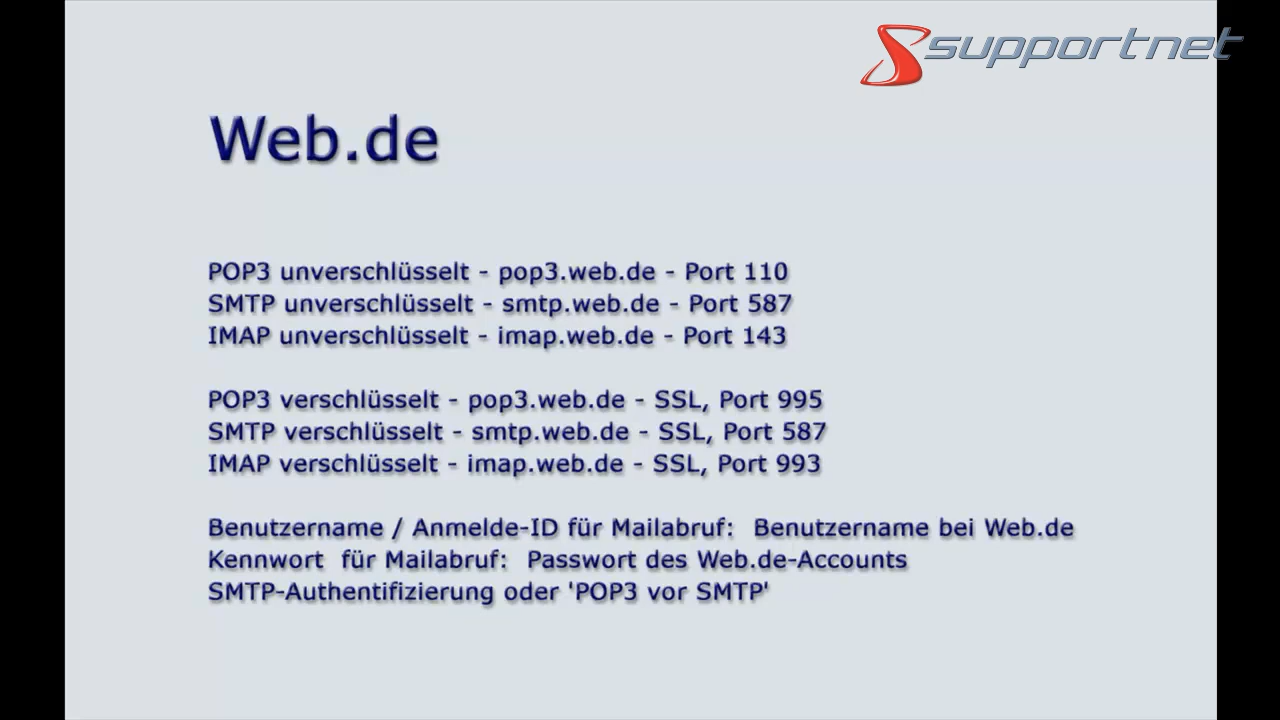 supportnet
Web.de
POP3 unverschlüsselt - pop3.web.de - Port 110
SMTP unverschlüsselt - smtp.web.de - Port 587
IMAP unverschlüsselt - imap.web.de - Port 143
POP3 verschlüsselt - pop3.web.de - SSL, Port 995
SMTP verschlüsselt - smtp.web.de - SSL, Port 587
IMAP verschlüsselt - imap.web.de - SSL, Port 993
Benutzername / Anmelde-ID für Mailabruf:  Benutzername bei Web.de
Kennwort  für Mailabruf:  Passwort des Web.de-Accounts
SMTP-Authentifizierung oder 'POP3 vor SMTP'